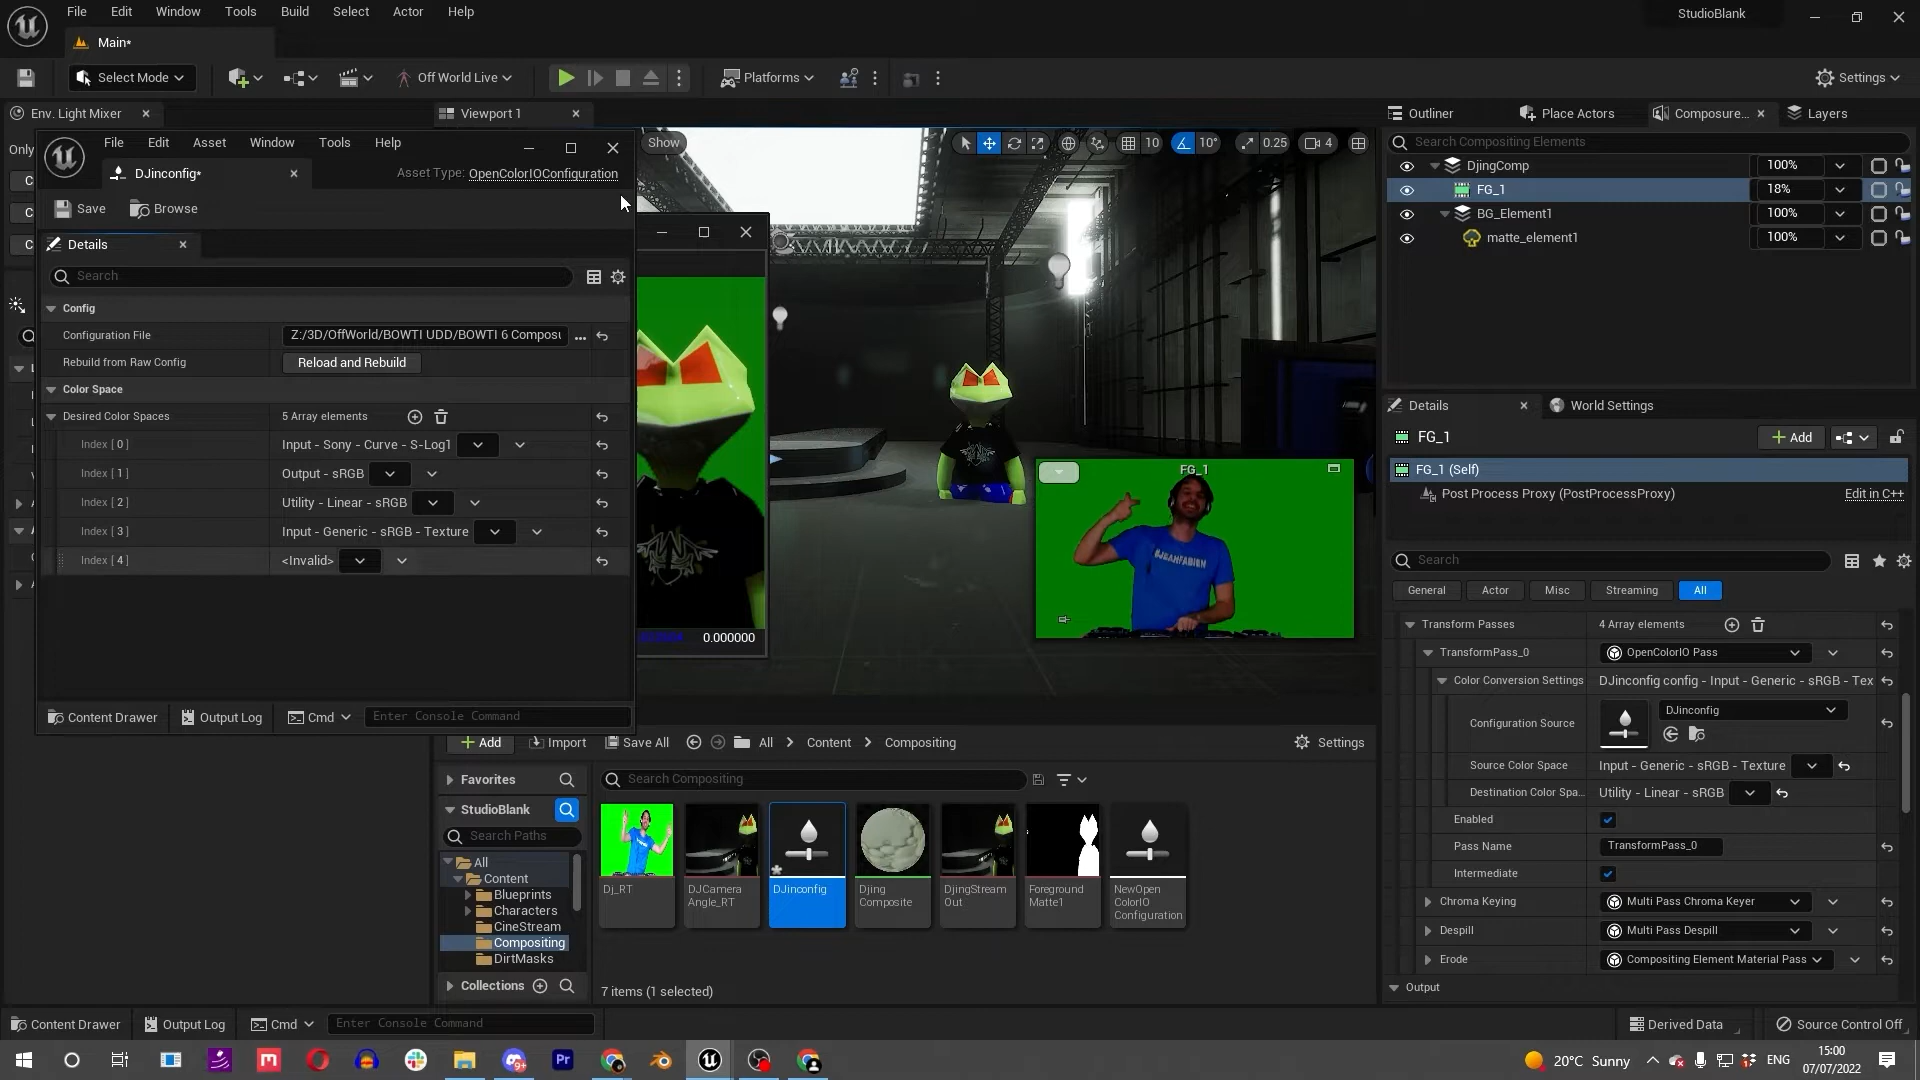 File Edit Window Tools Build Select Actor Help
StudioBlank
Main*
Select Mode
Off World Live
Platforms
Settings
Env. Light Mixer
Viewport 1
Outliner
Place Actors
Composure...
Layers
File Edit Asset Window Tools Help
DJinconfig*
Asset Type: OpenColorIOConfiguration
Save
Browse
Details
Search
Config
Configuration File
Z:/3D/OffWorld/BOWTI UDD/BOWTI 6 Compos
Rebuild from Raw Config
Reload and Rebuild
Color Space
Desired Color Spaces
5 Array elements
Index [ 0 ]
Input - Sony - Curve - S-Log1
Index [ 1 ]
Output - sRGB
Index [ 2 ]
Utility - Linear - sRGB
Index [ 3 ]
Input - Generic - sRGB - Texture
Index [ 4 ]
<Invalid>
Content Drawer
Output Log
Cmd
Enter Console Command
Only
Show
10
10°
0.25
4
0.000000
FG_1
Search Compositing Elements
DjingComp
100%
FG_1
18%
BG_Element1
100%
matte_element1
100%
Details
World Settings
FG_1
Add
FG_1 (Self)
Post Process Proxy (PostProcessProxy)
Edit in C++
Search
General
Actor
Misc
Streaming
All
Transform Passes
4 Array elements
TransformPass_0
OpenColorIO Pass
Color Conversion Settings
DJinconfig config - Input - Generic - sRGB - Tex
Configuration Source
DJinconfig
Source Color Space
Input - Generic - sRGB - Texture
Destination Color Spa...
Utility - Linear - sRGB
Enabled
Pass Name
TransformPass_0
Intermediate
Chroma Keying
Multi Pass Chroma Keyer
Despill
Multi Pass Despill
Erode
Compositing Element Material Pass
Output
Add
Import
Save All
All
Content
Compositing
Settings
Favorites
Search Compositing
StudioBlank
Search Paths
All
Content
Blueprints
Characters
CineStream
Compositing
DirtMasks
Collections
Dj_RT
DJCamera
Angle_RT
DJinconfig
Djing
Composite
DjingStream
Out
Foreground
Matte1
NewOpen
ColorIO
Configuration
7 items (1 selected)
Content Drawer
Output Log
Cmd
Enter Console Command
Derived Data
Source Control Off
20°C Sunny
ENG
15:00
07/07/2022